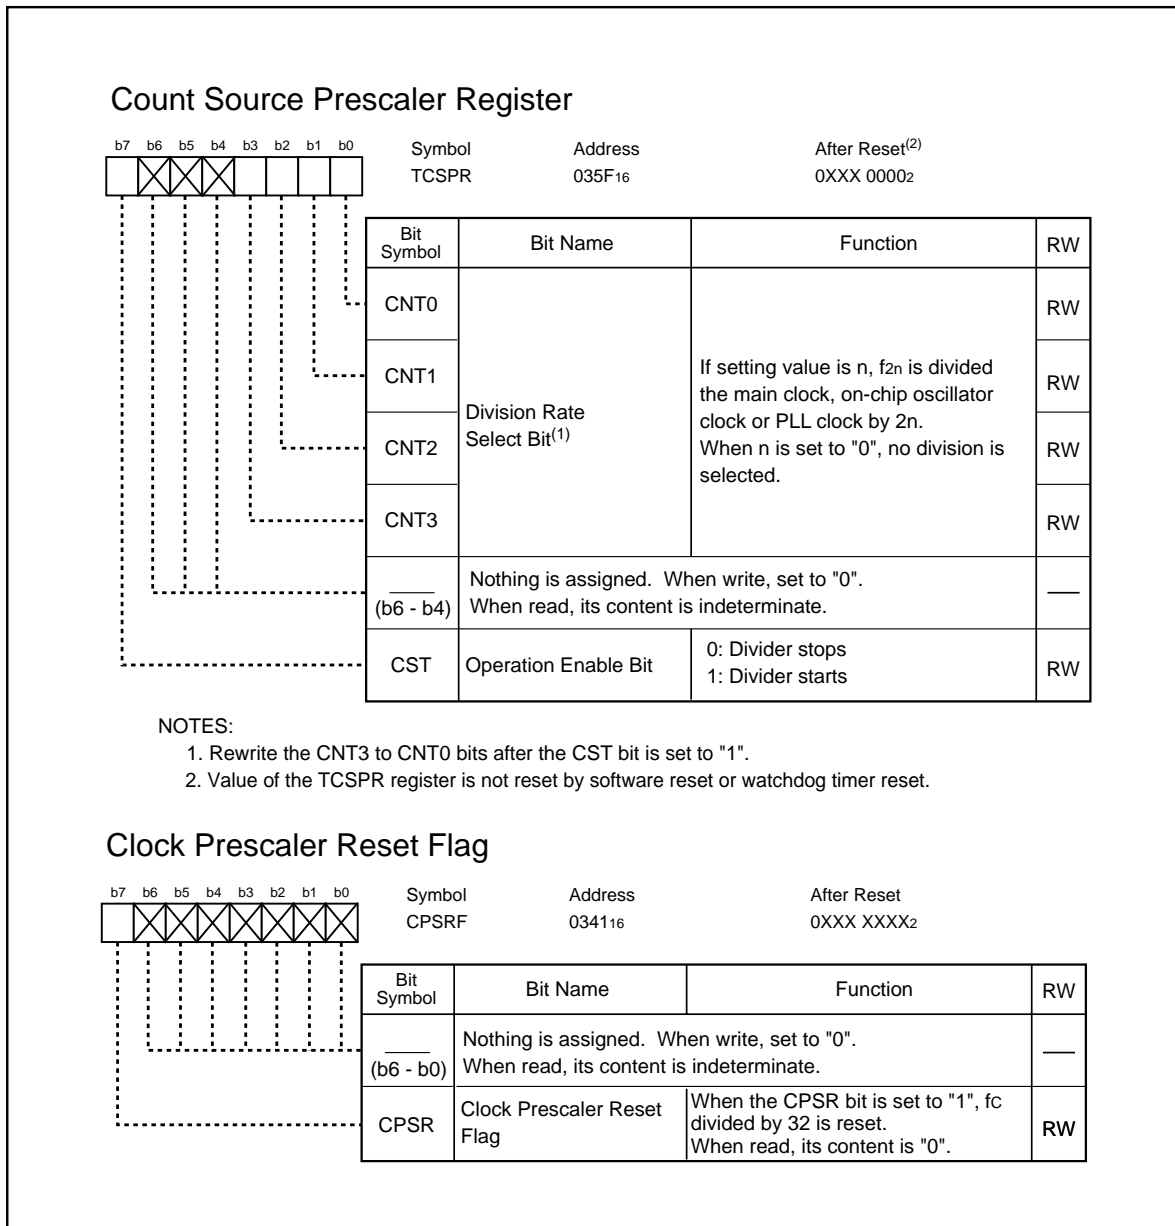 Count Source Prescaler Register
b7 b6 b5 b4 b3 b2 b1 b0
Symbol Address After Reset(2)
TCSPR 035F16 0XXX 00002
Bit Symbol Bit Name Function RW
CNT0 RW
CNT1 RW
CNT2 RW
CNT3 RW
Division Rate
Select Bit(1)
If setting value is n, f2n is divided
the main clock, on-chip oscillator
clock or PLL clock by 2n.
When n is set to "0", no division is
selected.
(b6 - b4)
Nothing is assigned. When write, set to "0".
When read, its content is indeterminate.
CST Operation Enable Bit
0: Divider stops
1: Divider starts
RW
NOTES:
1. Rewrite the CNT3 to CNT0 bits after the CST bit is set to "1".
2. Value of the TCSPR register is not reset by software reset or watchdog timer reset.
Clock Prescaler Reset Flag
b7 b6 b5 b4 b3 b2 b1 b0
Symbol Address After Reset
CPSRF 034116 0XXX XXXX2
Bit Symbol Bit Name Function RW
(b6 - b0)
Nothing is assigned. When write, set to "0".
When read, its content is indeterminate.
CPSR
Clock Prescaler Reset
Flag
When the CPSR bit is set to "1", fC
divided by 32 is reset.
When read, its content is "0".
RW